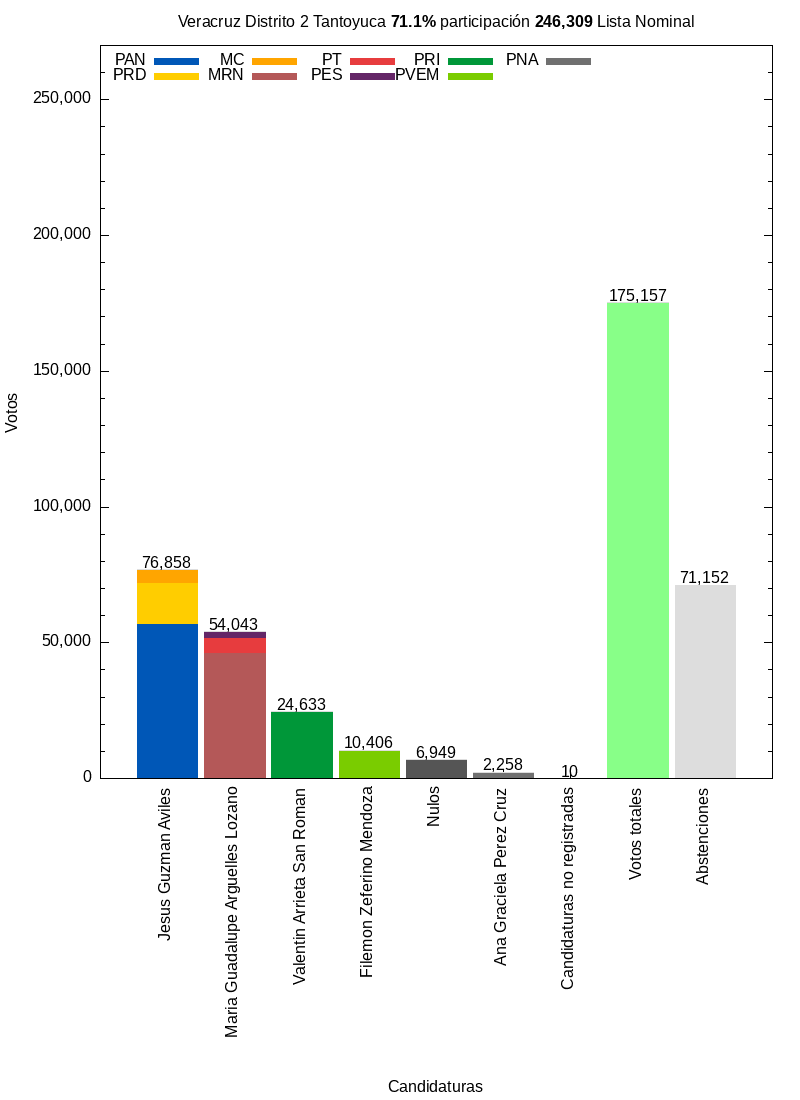 Veracruz Distrito 2 Tantoyuca 71.1% participación 246,309 Lista Nominal
PAN MC PT PRI PNA
PRD MRN PES PVEM
250,000
200,000
150,000
100,000
50,000
0
Votos
76,858
54,043
24,633
10,406
6,949
2,258
10
175,157
71,152
Jesus Guzman Aviles
Maria Guadalupe Arguelles Lozano
Valentin Arrieta San Roman
Filemon Zeferino Mendoza
Nulos
Ana Graciela Perez Cruz
Candidaturas no registradas
Votos totales
Abstenciones
Candidaturas